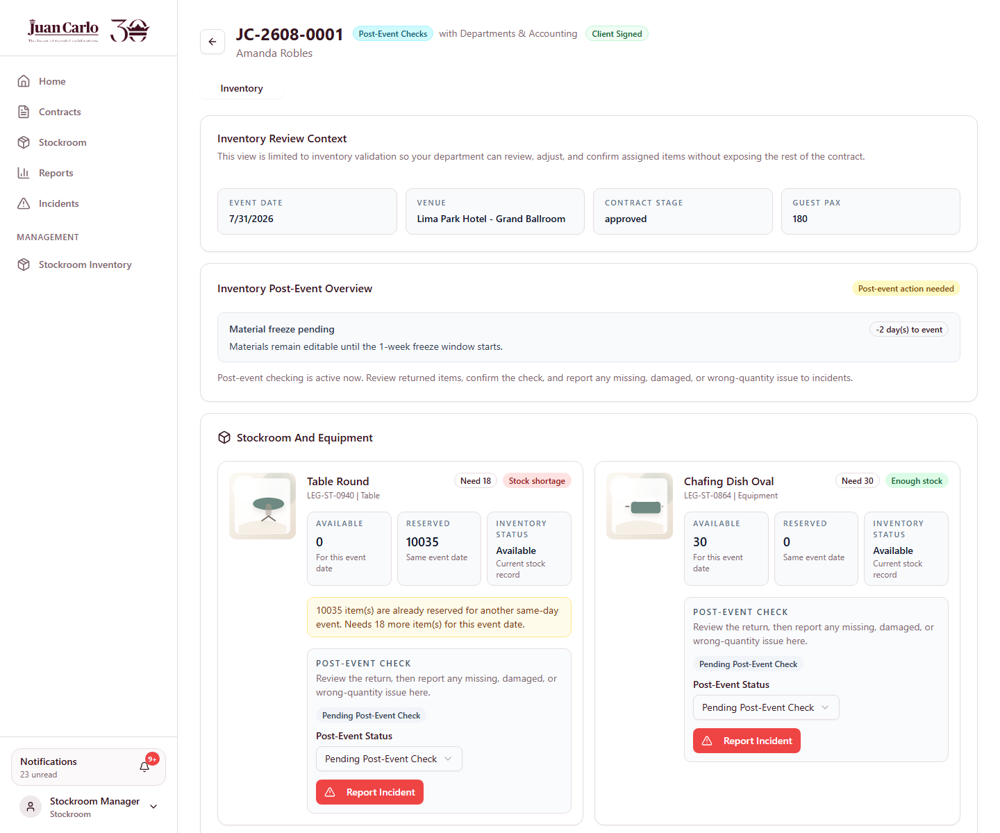 Juan Carlo
30
Home
Contracts
Stockroom
Reports
Incidents
MANAGEMENT
Stockroom Inventory
Notifications
23 unread
9+
Stockroom Manager
Stockroom
JC-2608-0001
Post-Event Checks
with Departments & Accounting
Client Signed
Amanda Robles
Inventory
Inventory Review Context
This view is limited to inventory validation so your department can review, adjust, and confirm assigned items without exposing the rest of the contract.
EVENT DATE
7/31/2026
VENUE
Lima Park Hotel - Grand Ballroom
CONTRACT STAGE
approved
GUEST PAX
180
Inventory Post-Event Overview
Post-event action needed
Material freeze pending
-2 day(s) to event
Materials remain editable until the 1-week freeze window starts.
Post-event checking is active now. Review returned items, confirm the check, and report any missing, damaged, or wrong-quantity issue to incidents.
Stockroom And Equipment
Table Round
Need 18
Stock shortage
LEG-ST-0940 | Table
AVAILABLE
0
For this event
date
RESERVED
10035
Same event date
INVENTORY
STATUS
Available
Current stock
record
10035 item(s) are already reserved for another same-day
event. Needs 18 more item(s) for this event date.
POST-EVENT CHECK
Review the return, then report any missing, damaged, or
wrong-quantity issue here.
Pending Post-Event Check
Post-Event Status
Pending Post-Event Check
Report Incident
Chafing Dish Oval
Need 30
Enough stock
LEG-ST-0864 | Equipment
AVAILABLE
30
For this event
date
RESERVED
0
Same event date
INVENTORY
STATUS
Available
Current stock
record
POST-EVENT CHECK
Review the return, then report any missing, damaged, or
wrong-quantity issue here.
Pending Post-Event Check
Post-Event Status
Pending Post-Event Check
Report Incident